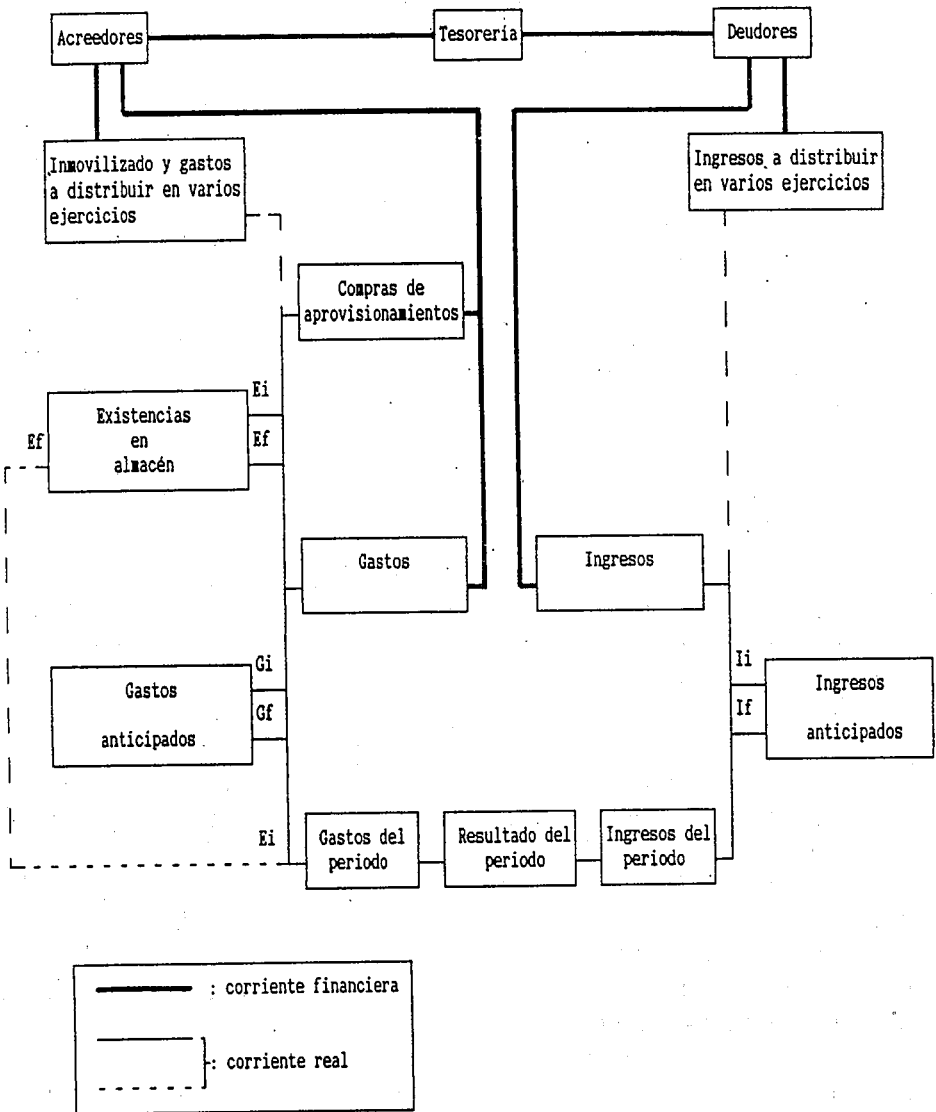 Acreedores
Tesorería
Deudores
Inmovilizado y gastos
a distribuir en varios
ejercicios
Ingresos a distribuir
en varios ejercicios
Compras de
aprovisionamientos
Ei
Ef
Ef
Existencias
en
almacén
Gastos
Ingresos
Gi
Gf
Gastos
anticipados
Ii
If
Ingresos
anticipados
Ei
Gastos del
periodo
Resultado del
periodo
Ingresos del
periodo
: corriente financiera
: corriente real